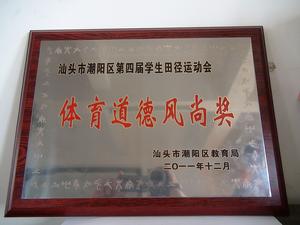 汕头市潮阳区第四届学生田径运动会
体育道德风尚奖
汕头市潮阳区教育局
二〇一一年十二月